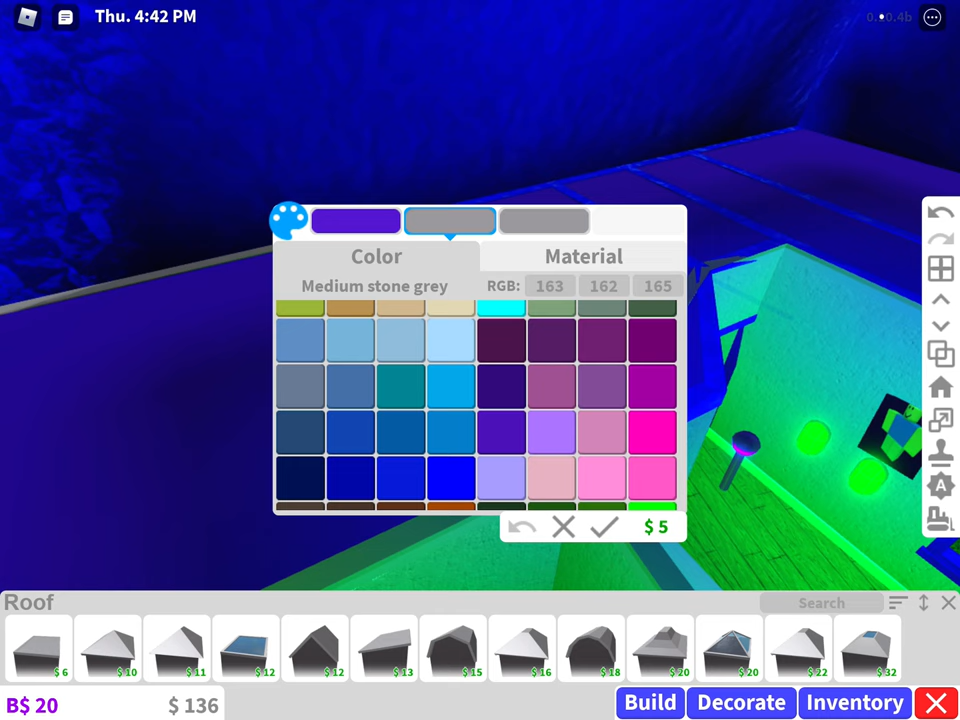 Thu. 4:42 PM
Color
Material
Medium stone grey
RGB: 163 162 165
$ 5
Roof
Search
$ 6
$ 10
$ 11
$ 12
$ 12
$ 13
$ 15
$ 16
$ 18
$ 20
$ 20
$ 22
$ 32
B$ 20
$ 136
Build
Decorate
Inventory